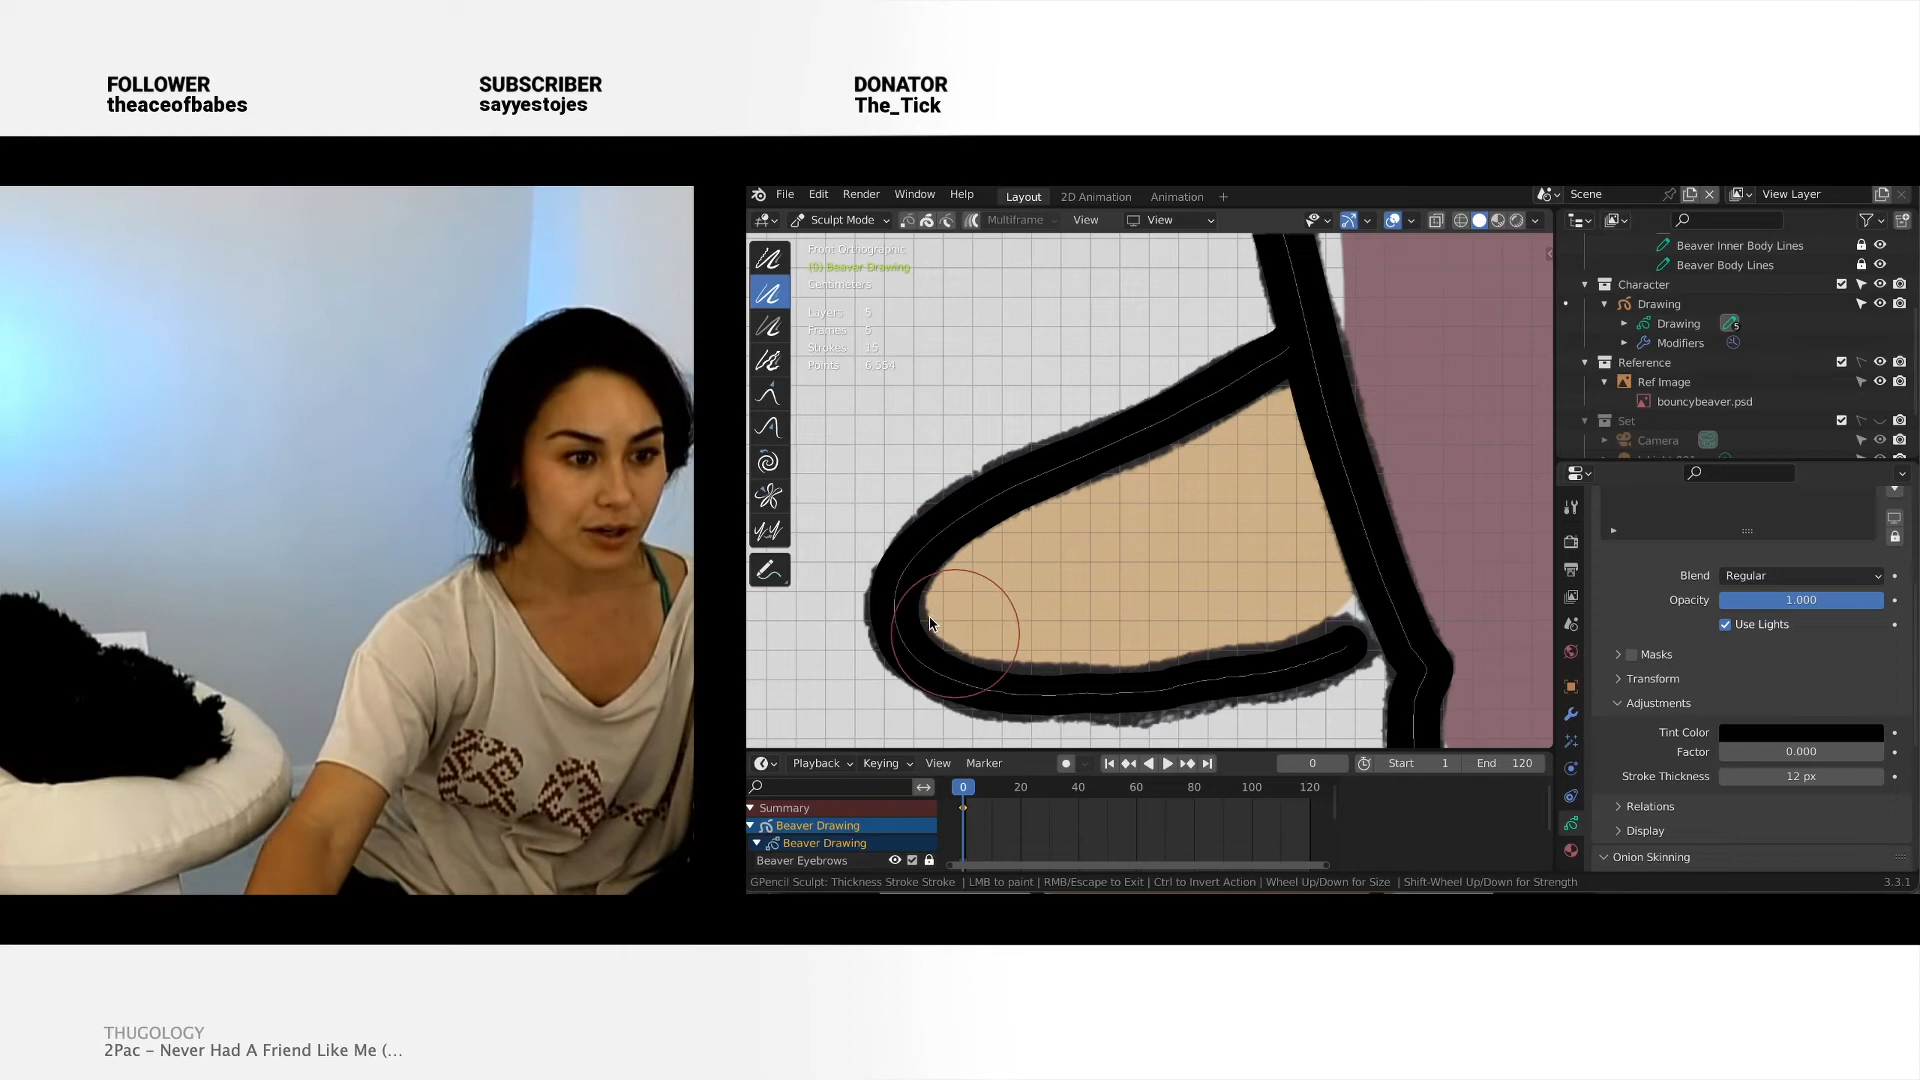 FOLLOWER
theaceofbabes
SUBSCRIBER
sayyestojes
DONATOR
The_Tick
File Edit Render Window Help Layout 2D Animation Animation +
Scene View Layer
Sculpt Mode Multiframe View View
Front Orthographic
(0) Beaver Drawing
Centimeters
Layers 5
Frames 5
Strokes 15
Points 6,554
Beaver Inner Body Lines
Beaver Body Lines
Character
Drawing
Drawing 5
Modifiers
Reference
Ref Image
bouncybeaver.psd
Set
Camera
Blend Regular
Opacity 1.000
Use Lights
Masks
Transform
Adjustments
Tint Color
Factor 0.000
Stroke Thickness 12 px
Relations
Display
Onion Skinning
Playback Keying View Marker 0 Start 1 End 120
0 20 40 60 80 100 120
Summary
Beaver Drawing
Beaver Drawing
Beaver Eyebrows
GPencil Sculpt: Thickness Stroke Stroke | LMB to paint | RMB/Escape to Exit | Ctrl to Invert Action | Wheel Up/Down for Size | Shift-Wheel Up/Down for Strength
3.3.1
THUGOLOGY
2Pac - Never Had A Friend Like Me (...